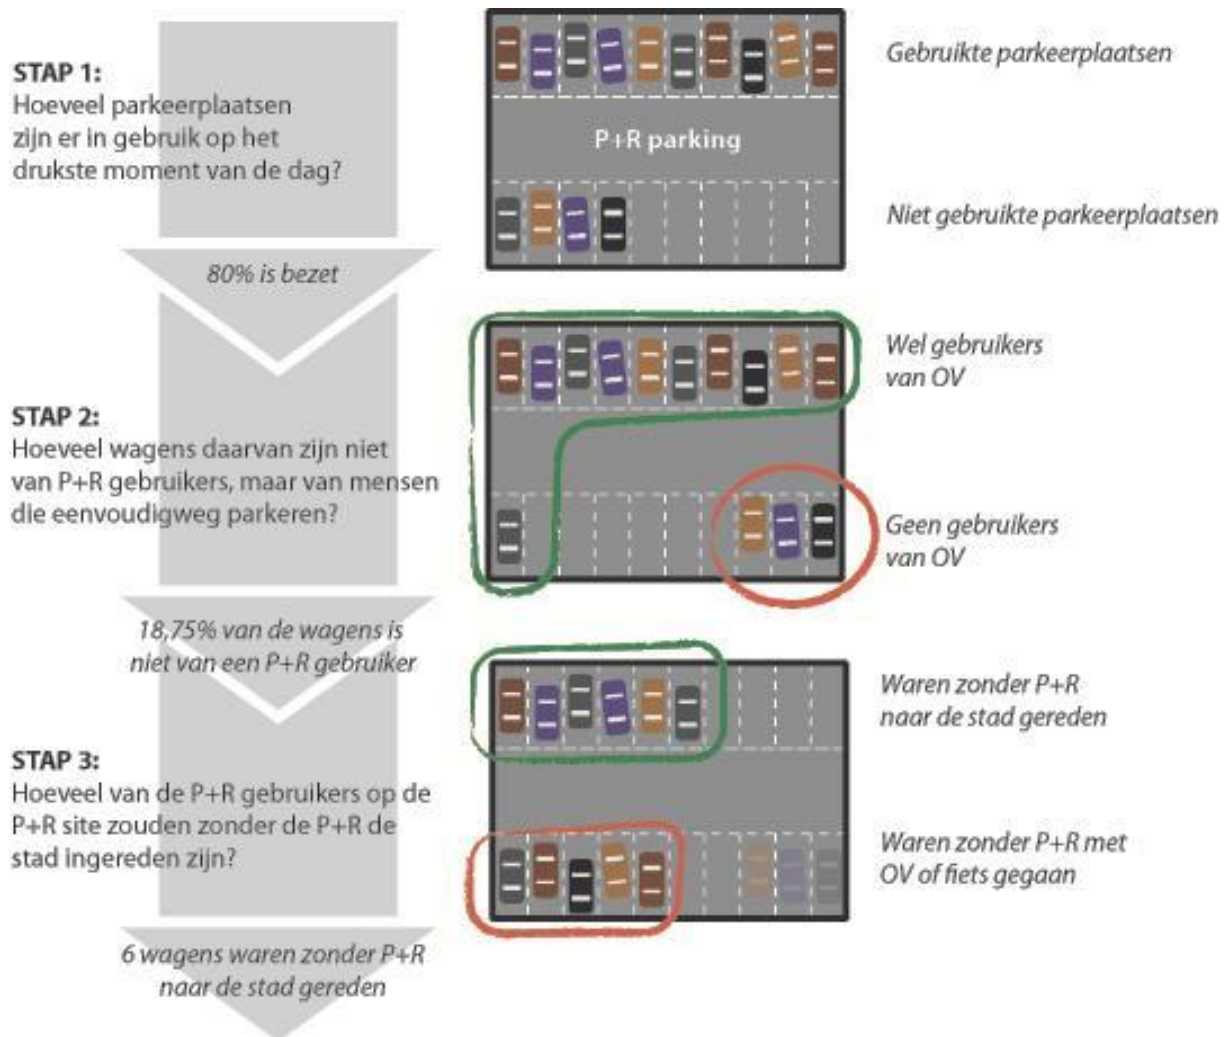 STAP 1:
Hoeveel parkeerplaatsen
zijn er in gebruik op het
drukste moment van de dag?
Gebruikte parkeerplaatsen
P+R parking
Niet gebruikte parkeerplaatsen
80% is bezet
STAP 2:
Hoeveel wagens daarvan zijn niet
van P+R gebruikers, maar van mensen
die eenvoudigweg parkeren?
Wel gebruikers
van OV
Geen gebruikers
van OV
18,75% van de wagens is
niet van een P+R gebruiker
STAP 3:
Hoeveel van de P+R gebruikers op de
P+R site zouden zonder de P+R de
stad ingereden zijn?
Waren zonder P+R
naar de stad gereden
Waren zonder P+R met
OV of fiets gegaan
6 wagens waren zonder P+R
naar de stad gereden